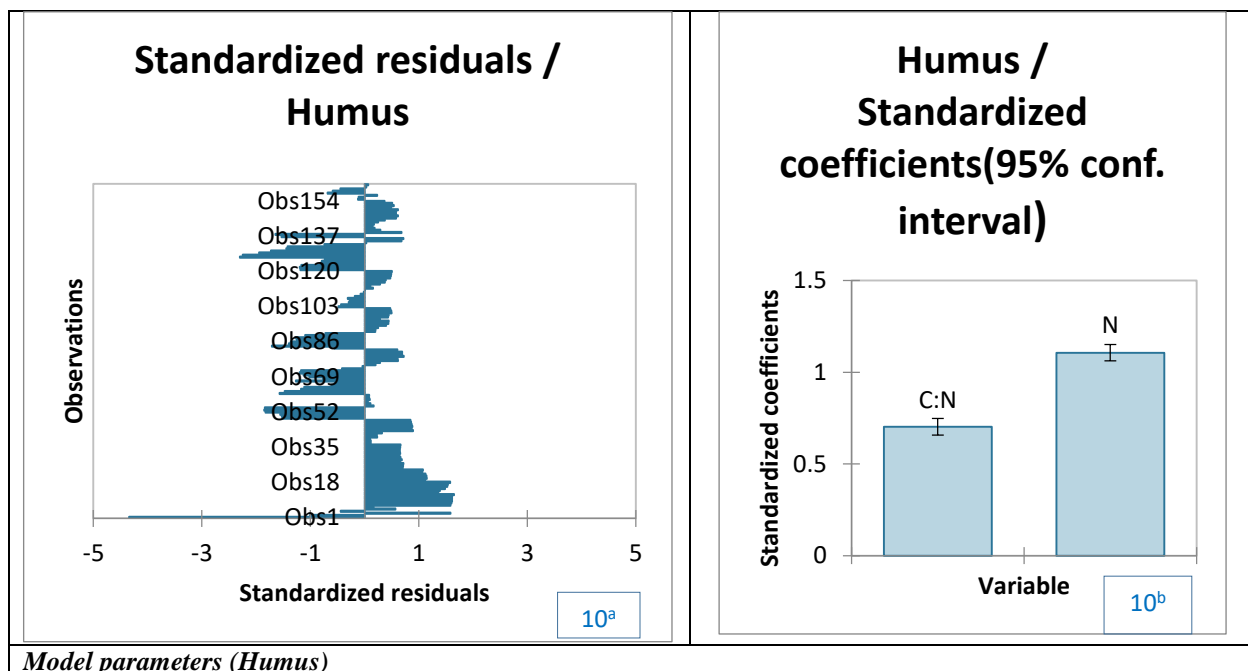 Standardized residuals /
Humus
Observations
Obs154
Obs137
Obs120
Obs103
Obs86
Obs69
Obs52
Obs35
Obs18
Obs1
-5
-3
-1
1
3
5
Standardized residuals
10ᵃ
Humus /
Standardized
coefficients(95% conf.
interval)
Standardized coefficients
1.5
1
0.5
0
C:N
N
Variable
10ᵇ
Model parameters (Humus)